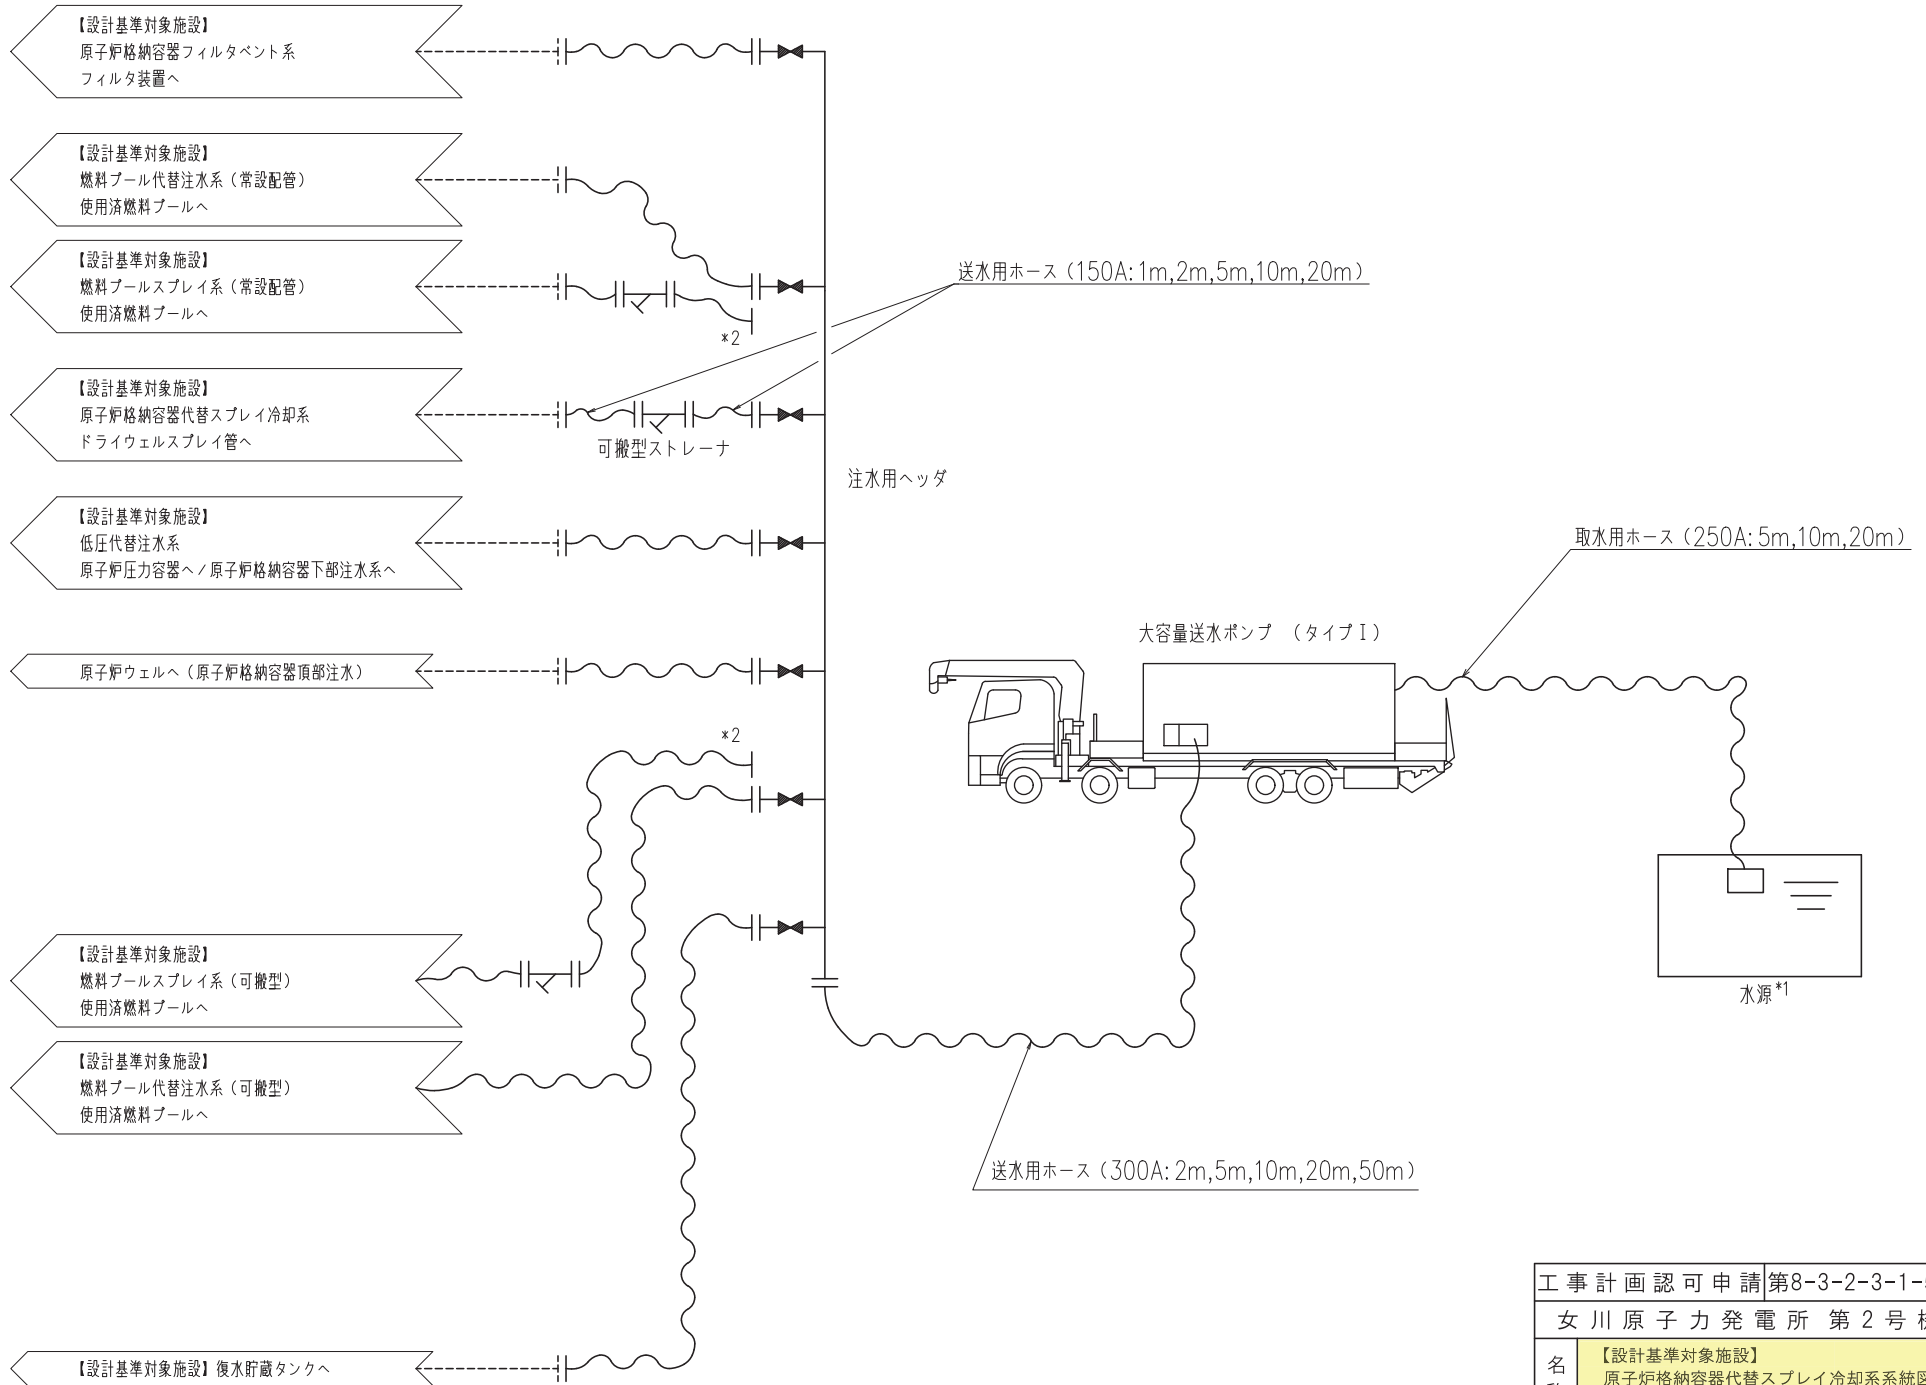 【設計基準対象施設】
原子炉格納容器フィルタベント系
フィルタ装置へ
【設計基準対象施設】
燃料プール代替注水系（常設配管）
使用済燃料プールへ
【設計基準対象施設】
燃料プールスプレイ系（常設配管）
使用済燃料プールへ
*2
送水用ホース（150A:1m,2m,5m,10m,20m）
【設計基準対象施設】
原子炉格納容器代替スプレイ冷却系
ドライウェルスプレイ管へ
可搬型ストレーナ
注水用ヘッダ
【設計基準対象施設】
低圧代替注水系
原子炉圧力容器へ/原子炉格納容器下部注水系へ
取水用ホース（250A:5m,10m,20m）
大容量送水ポンプ （タイプⅠ）
原子炉ウェルへ（原子炉格納容器頂部注水）
*2
【設計基準対象施設】
燃料プールスプレイ系（可搬型）
使用済燃料プールへ
水源*1
【設計基準対象施設】
燃料プール代替注水系（可搬型）
使用済燃料プールへ
送水用ホース（300A:2m,5m,10m,20m,50m）
【設計基準対象施設】復水貯蔵タンクへ
工事計画認可申請 第8-3-2-3-1-
女川原子力発電所 第2号
名
【設計基準対象施設】
原子炉格納容器代替スプレイ冷却系系統図